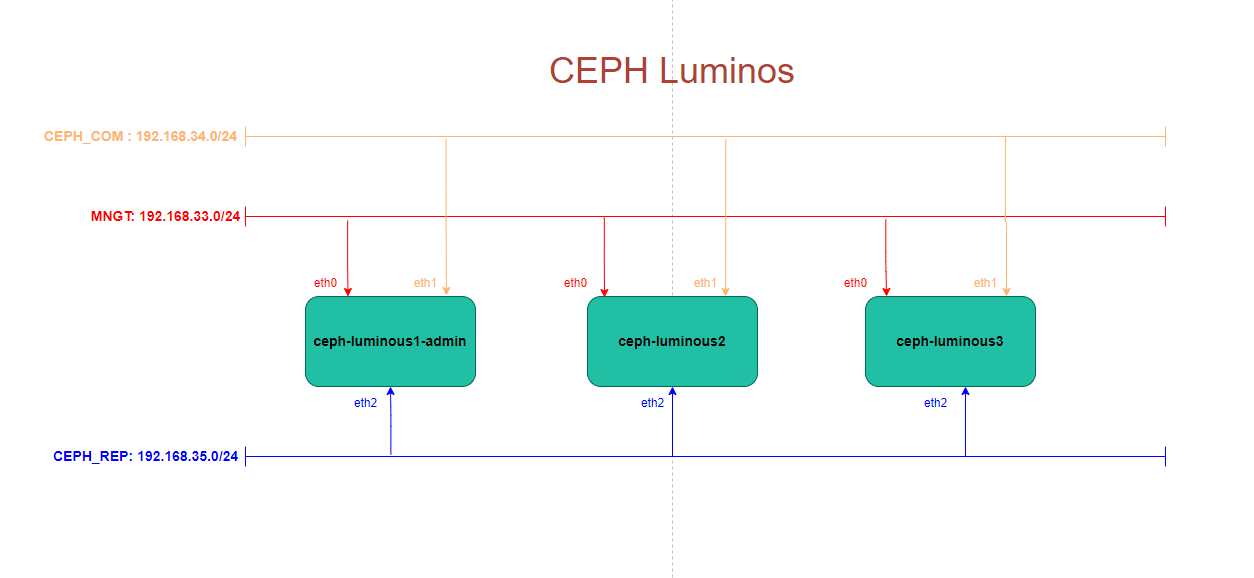 CEPH Luminos
CEPH_COM : 192.168.34.0/24
MNGT: 192.168.33.0/24
eth0
eth1
eth0
eth1
eth0
eth1
ceph-luminous1-admin
ceph-luminous2
ceph-luminous3
eth2
eth2
eth2
CEPH_REP: 192.168.35.0/24